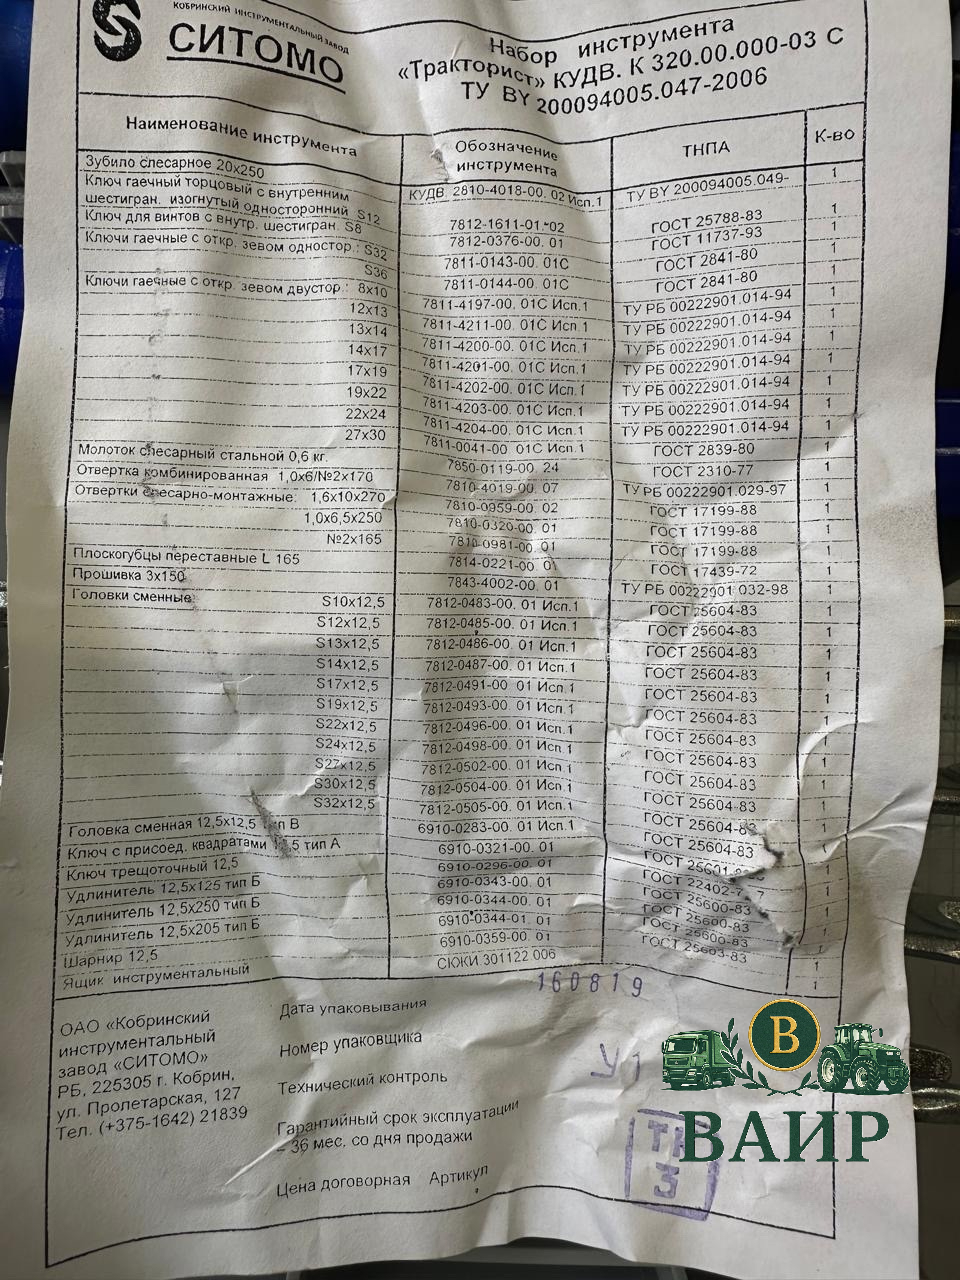 КОБРИНСКИЙ ИНСТРУМЕНТАЛЬНЫЙ ЗАВОД
СИТОМО
Набор инструмента
«Тракторист» КУДВ. К 320.00.000-03 С
ТУ BY 200094005.047-2006
Наименование инструмента Обозначение инструмента ТНПА К-во
Зубило слесарное 20х250 КУДВ. 2810-4018-00. 02 Исп.1 ТУ BY 200094005.049- 1
Ключ гаечный торцовый с внутренним
шестигран. изогнутый односторонний S12 7812-1611-01. 02 ГОСТ 25788-83 1
Ключ для винтов с внутр. шестигран. S8 7812-0376-00. 01 ГОСТ 11737-93 1
Ключи гаечные с откр. зевом одностор.: S32 7811-0143-00. 01С ГОСТ 2841-80 1
S36 7811-0144-00. 01С ГОСТ 2841-80 1
Ключи гаечные с откр. зевом двустор.: 8х10 7811-4197-00. 01С Исп.1 ТУ РБ 00222901.014-94 1
12х13 7811-4211-00. 01С Исп.1 ТУ РБ 00222901.014-94 1
13х14 7811-4200-00. 01С Исп.1 ТУ РБ 00222901.014-94 1
14х17 7811-4201-00. 01С Исп.1 ТУ РБ 00222901.014-94 1
17х19 7811-4202-00. 01С Исп.1 ТУ РБ 00222901.014-94 1
19х22 7811-4203-00. 01С Исп.1 ТУ РБ 00222901.014-94 1
22х24 7811-4204-00. 01С Исп.1 ТУ РБ 00222901.014-94 1
27х30 7811-0041-00. 01С Исп.1 ГОСТ 2839-80 1
Молоток слесарный стальной 0,6 кг. 7850-0119-00. 24 ГОСТ 2310-77 1
Отвертка комбинированная 1,0х6/№2х170 7810-4019-00. 07 ТУ РБ 00222901.029-97 1
Отвертки слесарно-монтажные: 1,6х10х270 7810-0959-00. 02 ГОСТ 17199-88 1
1,0х6,5х250 7810-0320-00. 01 ГОСТ 17199-88 1
№2х165 7810-0981-00. 01 ГОСТ 17199-88 1
Плоскогубцы переставные L 165 7814-0221-00. 01 ГОСТ 17439-72 1
Прошивка 3х150 7843-4002-00. 01 ТУ РБ 00222901.032-98 1
Головки сменные: S10х12,5 7812-0483-00. 01 Исп.1 ГОСТ 25604-83 1
S12х12,5 7812-0485-00. 01 Исп.1 ГОСТ 25604-83 1
S13х12,5 7812-0486-00. 01 Исп.1 ГОСТ 25604-83 1
S14х12,5 7812-0487-00. 01 Исп.1 ГОСТ 25604-83 1
S17х12,5 7812-0491-00. 01 Исп.1 ГОСТ 25604-83 1
S19х12,5 7812-0493-00. 01 Исп.1 ГОСТ 25604-83 1
S22х12,5 7812-0496-00. 01 Исп.1 ГОСТ 25604-83 1
S24х12,5 7812-0498-00. 01 Исп.1 ГОСТ 25604-83 1
S27х12,5 7812-0502-00. 01 Исп.1 ГОСТ 25604-83 1
S30х12,5 7812-0504-00. 01 Исп.1 ГОСТ 25604-83 1
S32х12,5 7812-0505-00. 01 Исп.1 ГОСТ 25604-83 1
Головка сменная 12,5х12,5 тип В 6910-0283-00. 01 Исп.1 ГОСТ 25604-83 1
Ключ с присоед. квадратами тип А 6910-0321-00. 01 ГОСТ 1
Ключ трещоточный 12,5 6910-0296-00. 01 ГОСТ 1
Удлинитель 12,5х125 тип Б 6910-0343-00. 01 ГОСТ 25600-83 1
Удлинитель 12,5х250 тип Б 6910-0344-00. 01 ГОСТ 25600-83 1
Удлинитель 12,5х205 тип Б 6910-0344-01. 01 ГОСТ 25600-83 1
Шарнир 12,5 6910-0359-00. 01 ГОСТ 25603-83 1
Ящик инструментальный СЮКИ 301122 006 1
ОАО «Кобринский
инструментальный
завод «СИТОМО»
РБ, 225305 г. Кобрин,
ул. Пролетарская, 127
Тел. (+375-1642) 21839
Дата упаковывания 160819
Номер упаковщика У1
Технический контроль
Гарантийный срок эксплуатации
– 36 мес. со дня продажи
Цена договорная Артикул
3
В
ВАИР